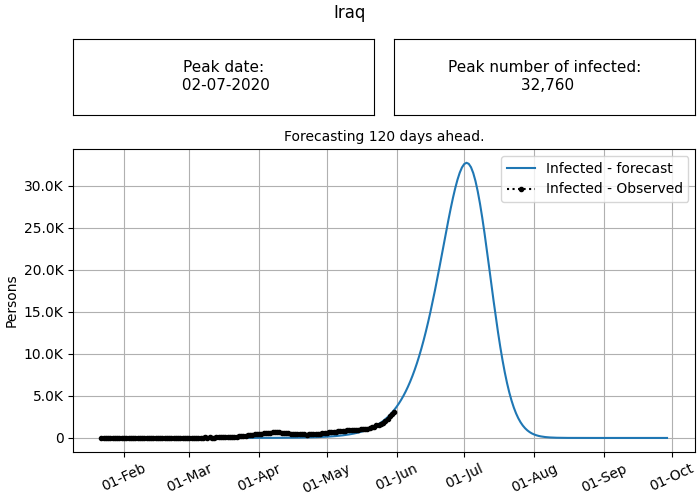 Iraq
Peak date:
02-07-2020
Peak number of infected:
32,760
Forecasting 120 days ahead.
Infected - forecast
Infected - Observed
Persons
30.0K
25.0K
20.0K
15.0K
10.0K
5.0K
0
01-Feb
01-Mar
01-Apr
01-May
01-Jun
01-Jul
01-Aug
01-Sep
01-Oct